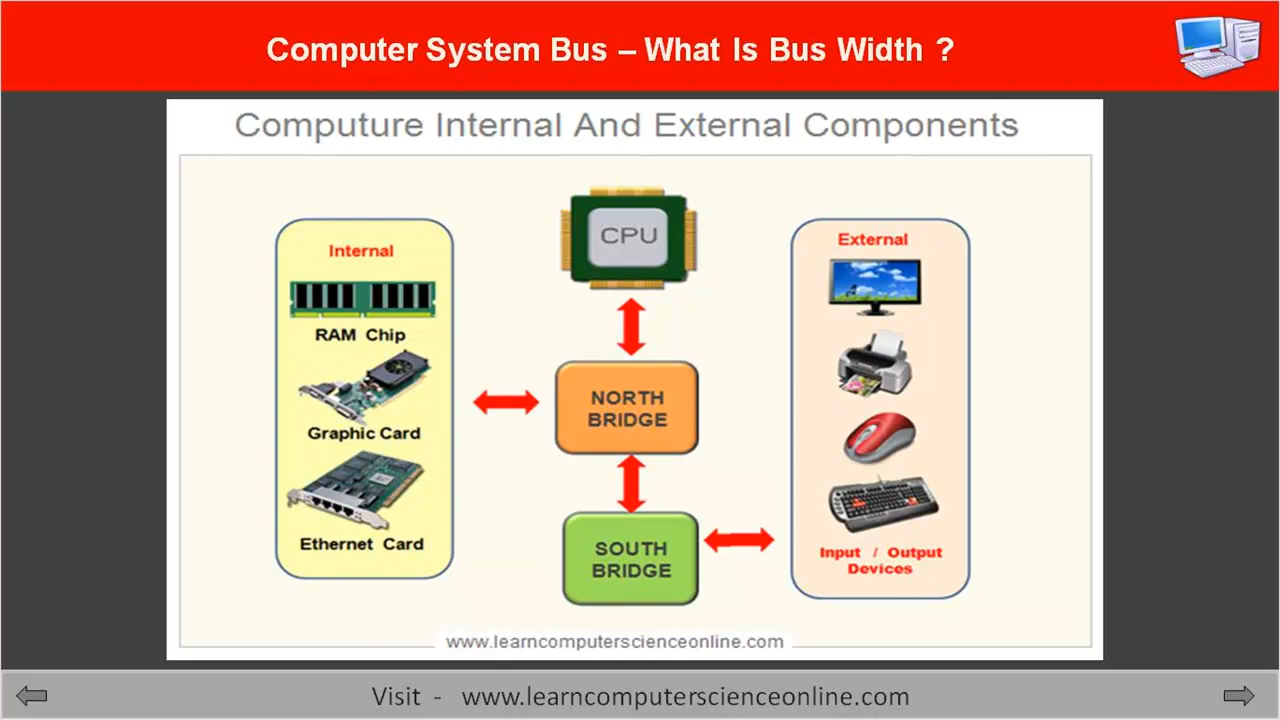 Computer System Bus – What Is Bus Width ?
Computure Internal And External Components
Internal
RAM Chip
Graphic Card
Ethernet Card
CPU
NORTH
BRIDGE
SOUTH
BRIDGE
External
Input / Output
Devices
www.learncomputerscienceonline.com
Visit - www.learncomputerscienceonline.com